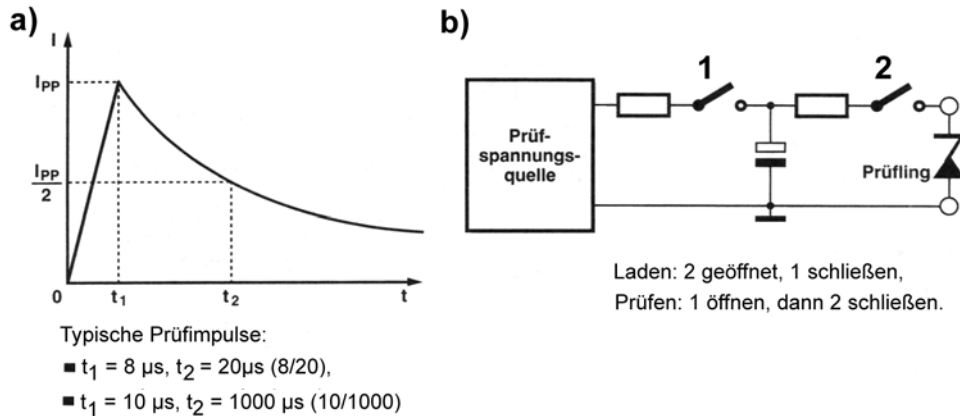 a)
I
I_PP
I_PP
2
0
t₁
t₂
t
Typische Prüfimpulse:
■ t₁ = 8 µs, t₂ = 20µs (8/20),
■ t₁ = 10 µs, t₂ = 1000 µs (10/1000)
b)
1
2
Prüf-
spannungs-
quelle
Prüfling
Laden: 2 geöffnet, 1 schließen,
Prüfen: 1 öffnen, dann 2 schließen.